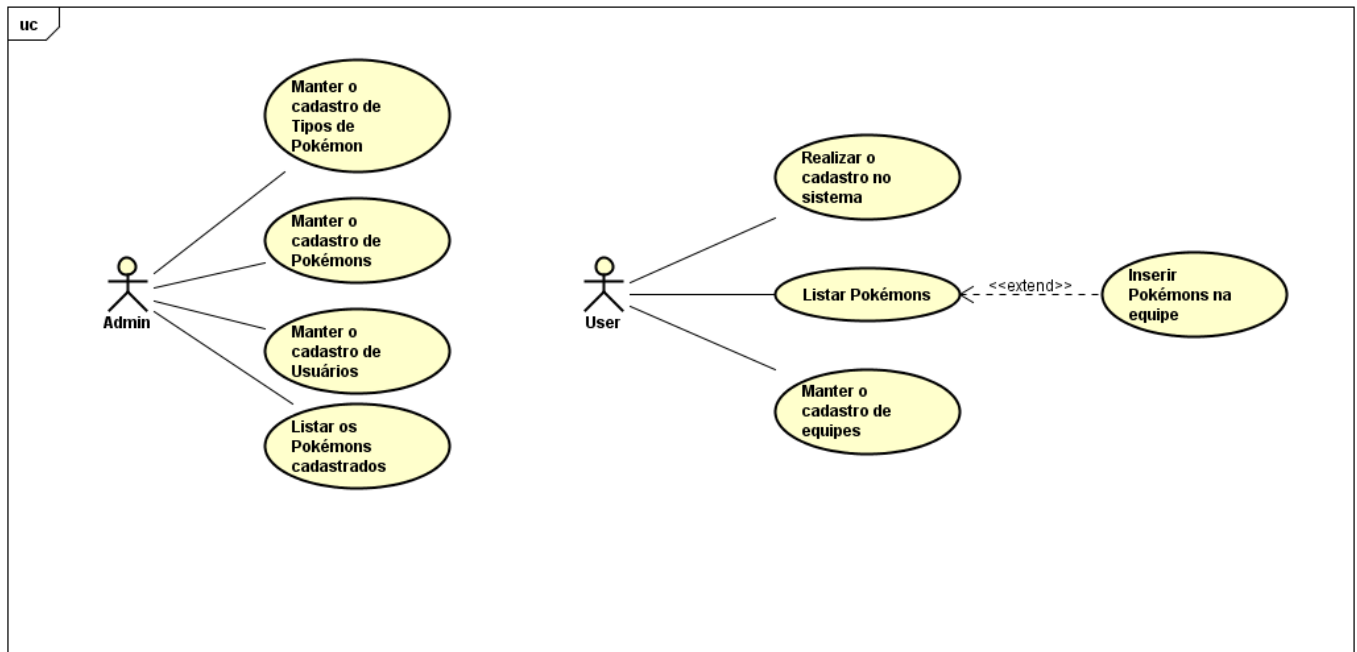 uc
Manter o
cadastro de
Tipos de
Pokémon
Manter o
cadastro de
Pokémons
Admin
Manter o
cadastro de
Usuários
Listar os
Pokémons
cadastrados
Realizar o
cadastro no
sistema
User
Listar Pokémons
<<extend>>
Inserir
Pokémons na
equipe
Manter o
cadastro de
equipes